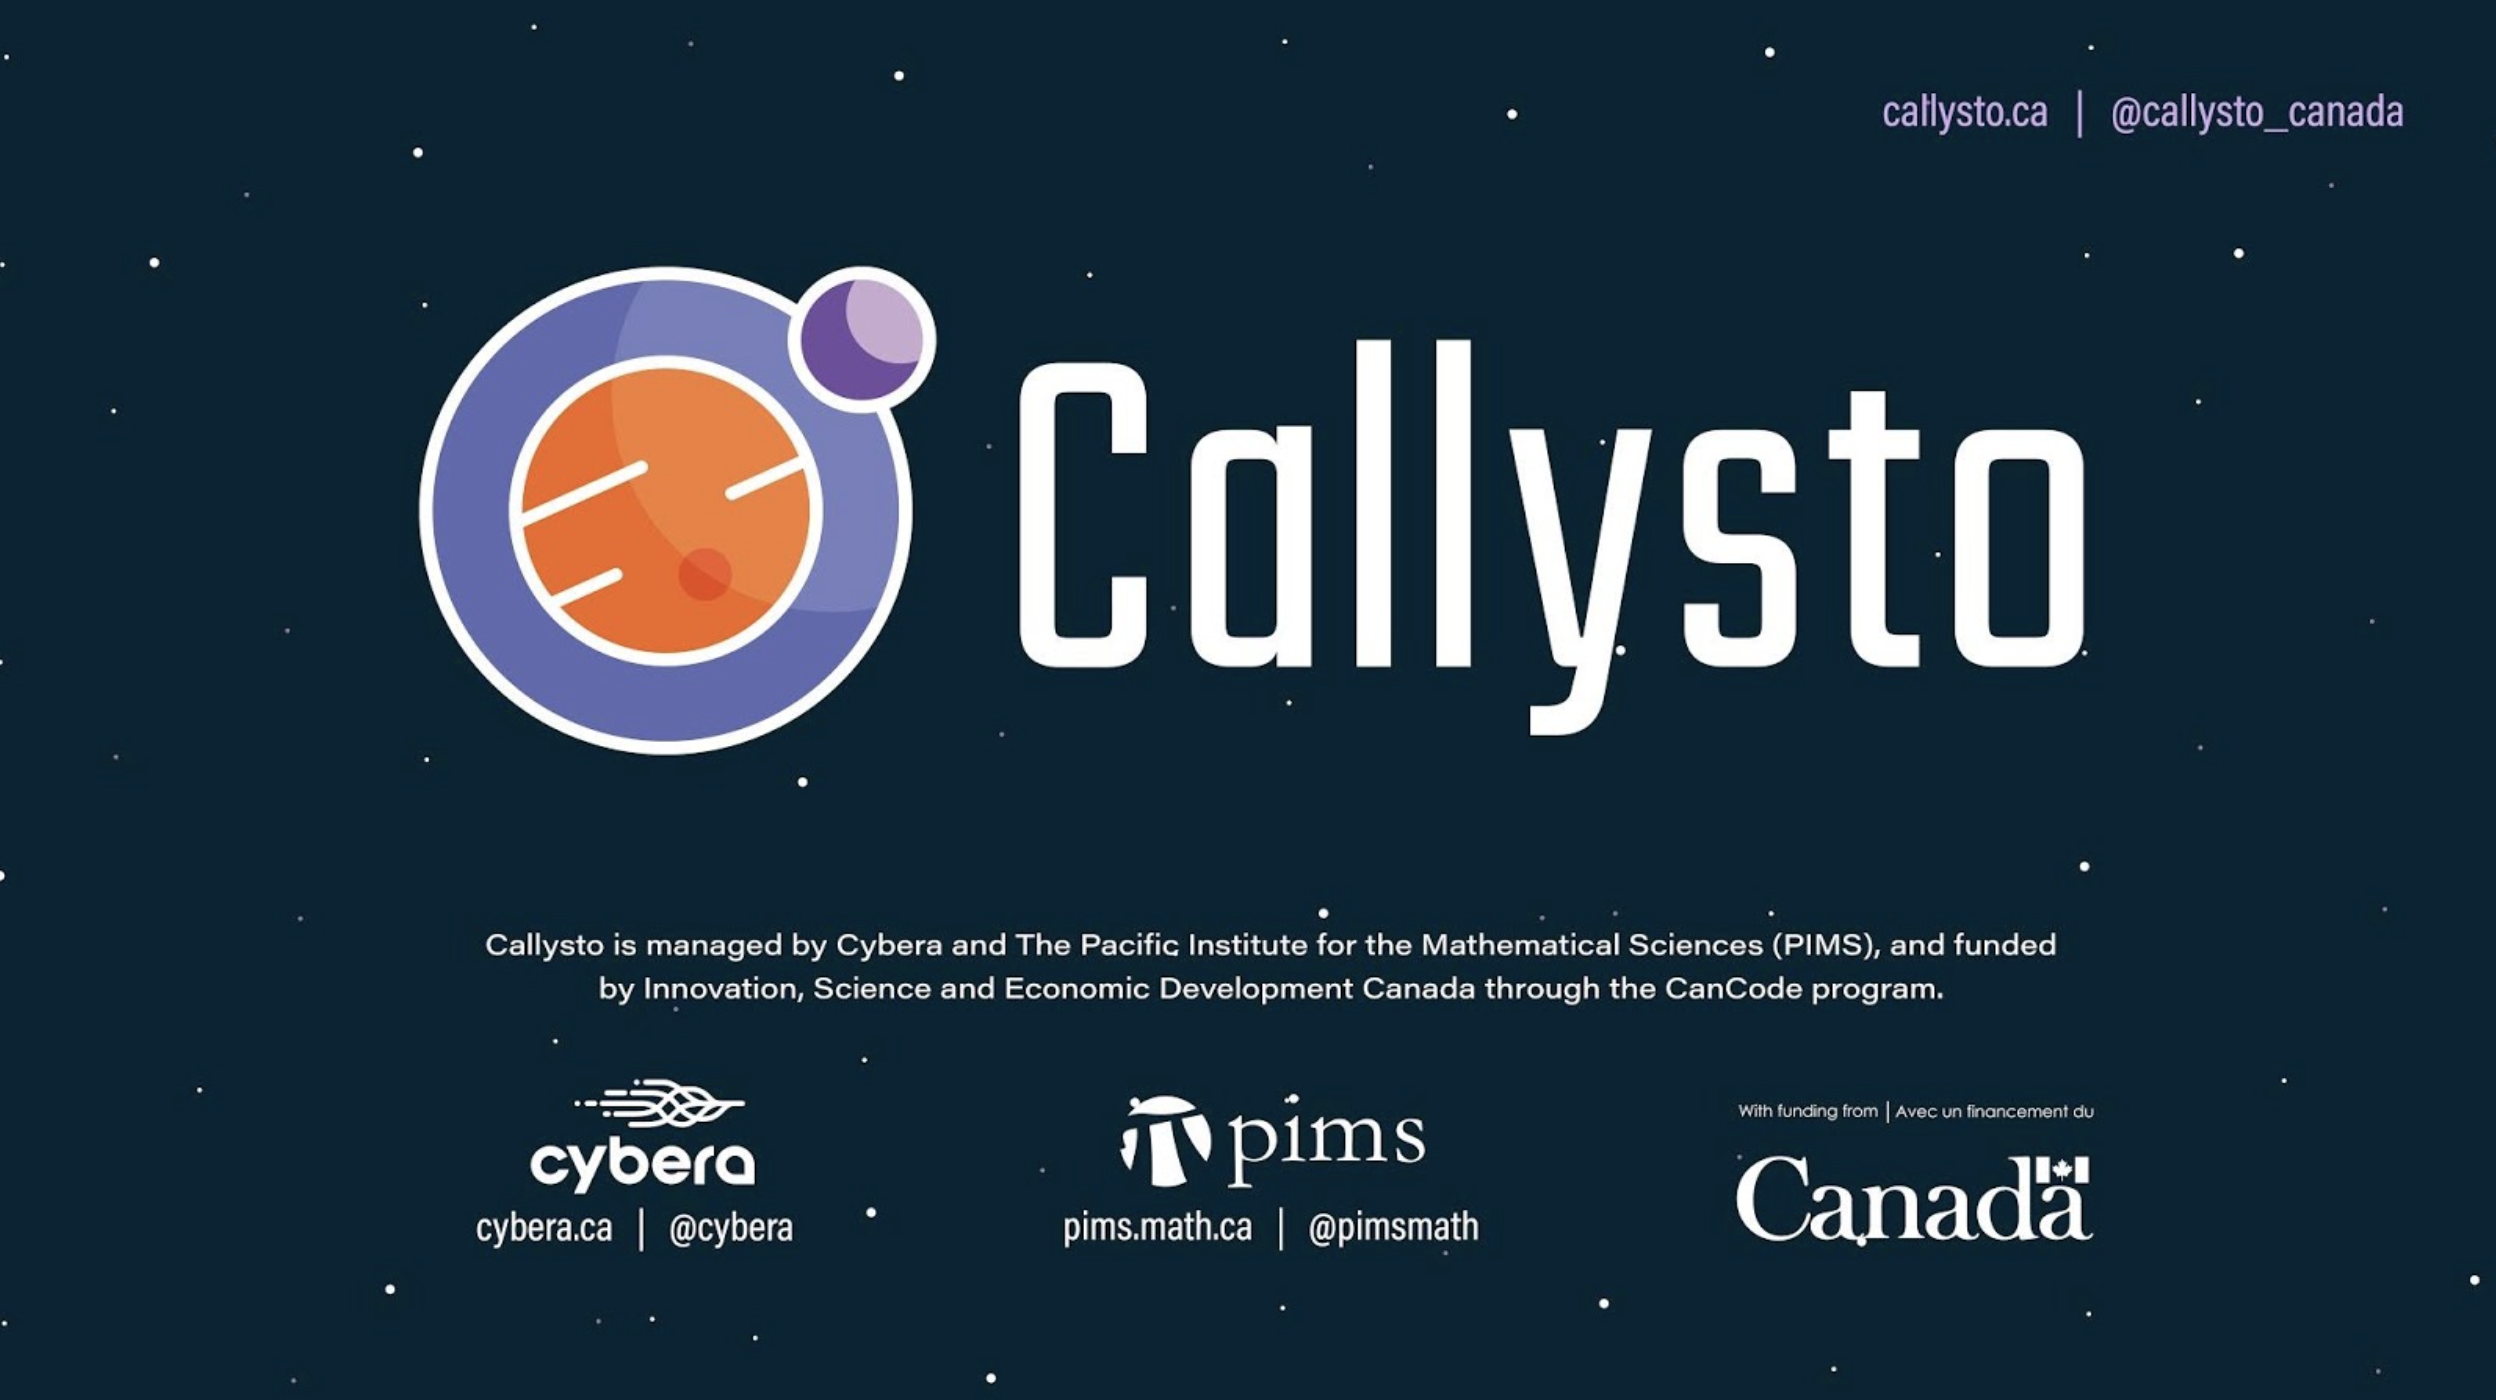 callysto.ca | @callysto_canada
Callysto
Callysto is managed by Cybera and The Pacific Institute for the Mathematical Sciences (PIMS), and funded
by Innovation, Science and Economic Development Canada through the CanCode program.
cybera
cybera.ca | @cybera
pims
pims.math.ca | @pimsmath
With funding from | Avec un financement du
Canada